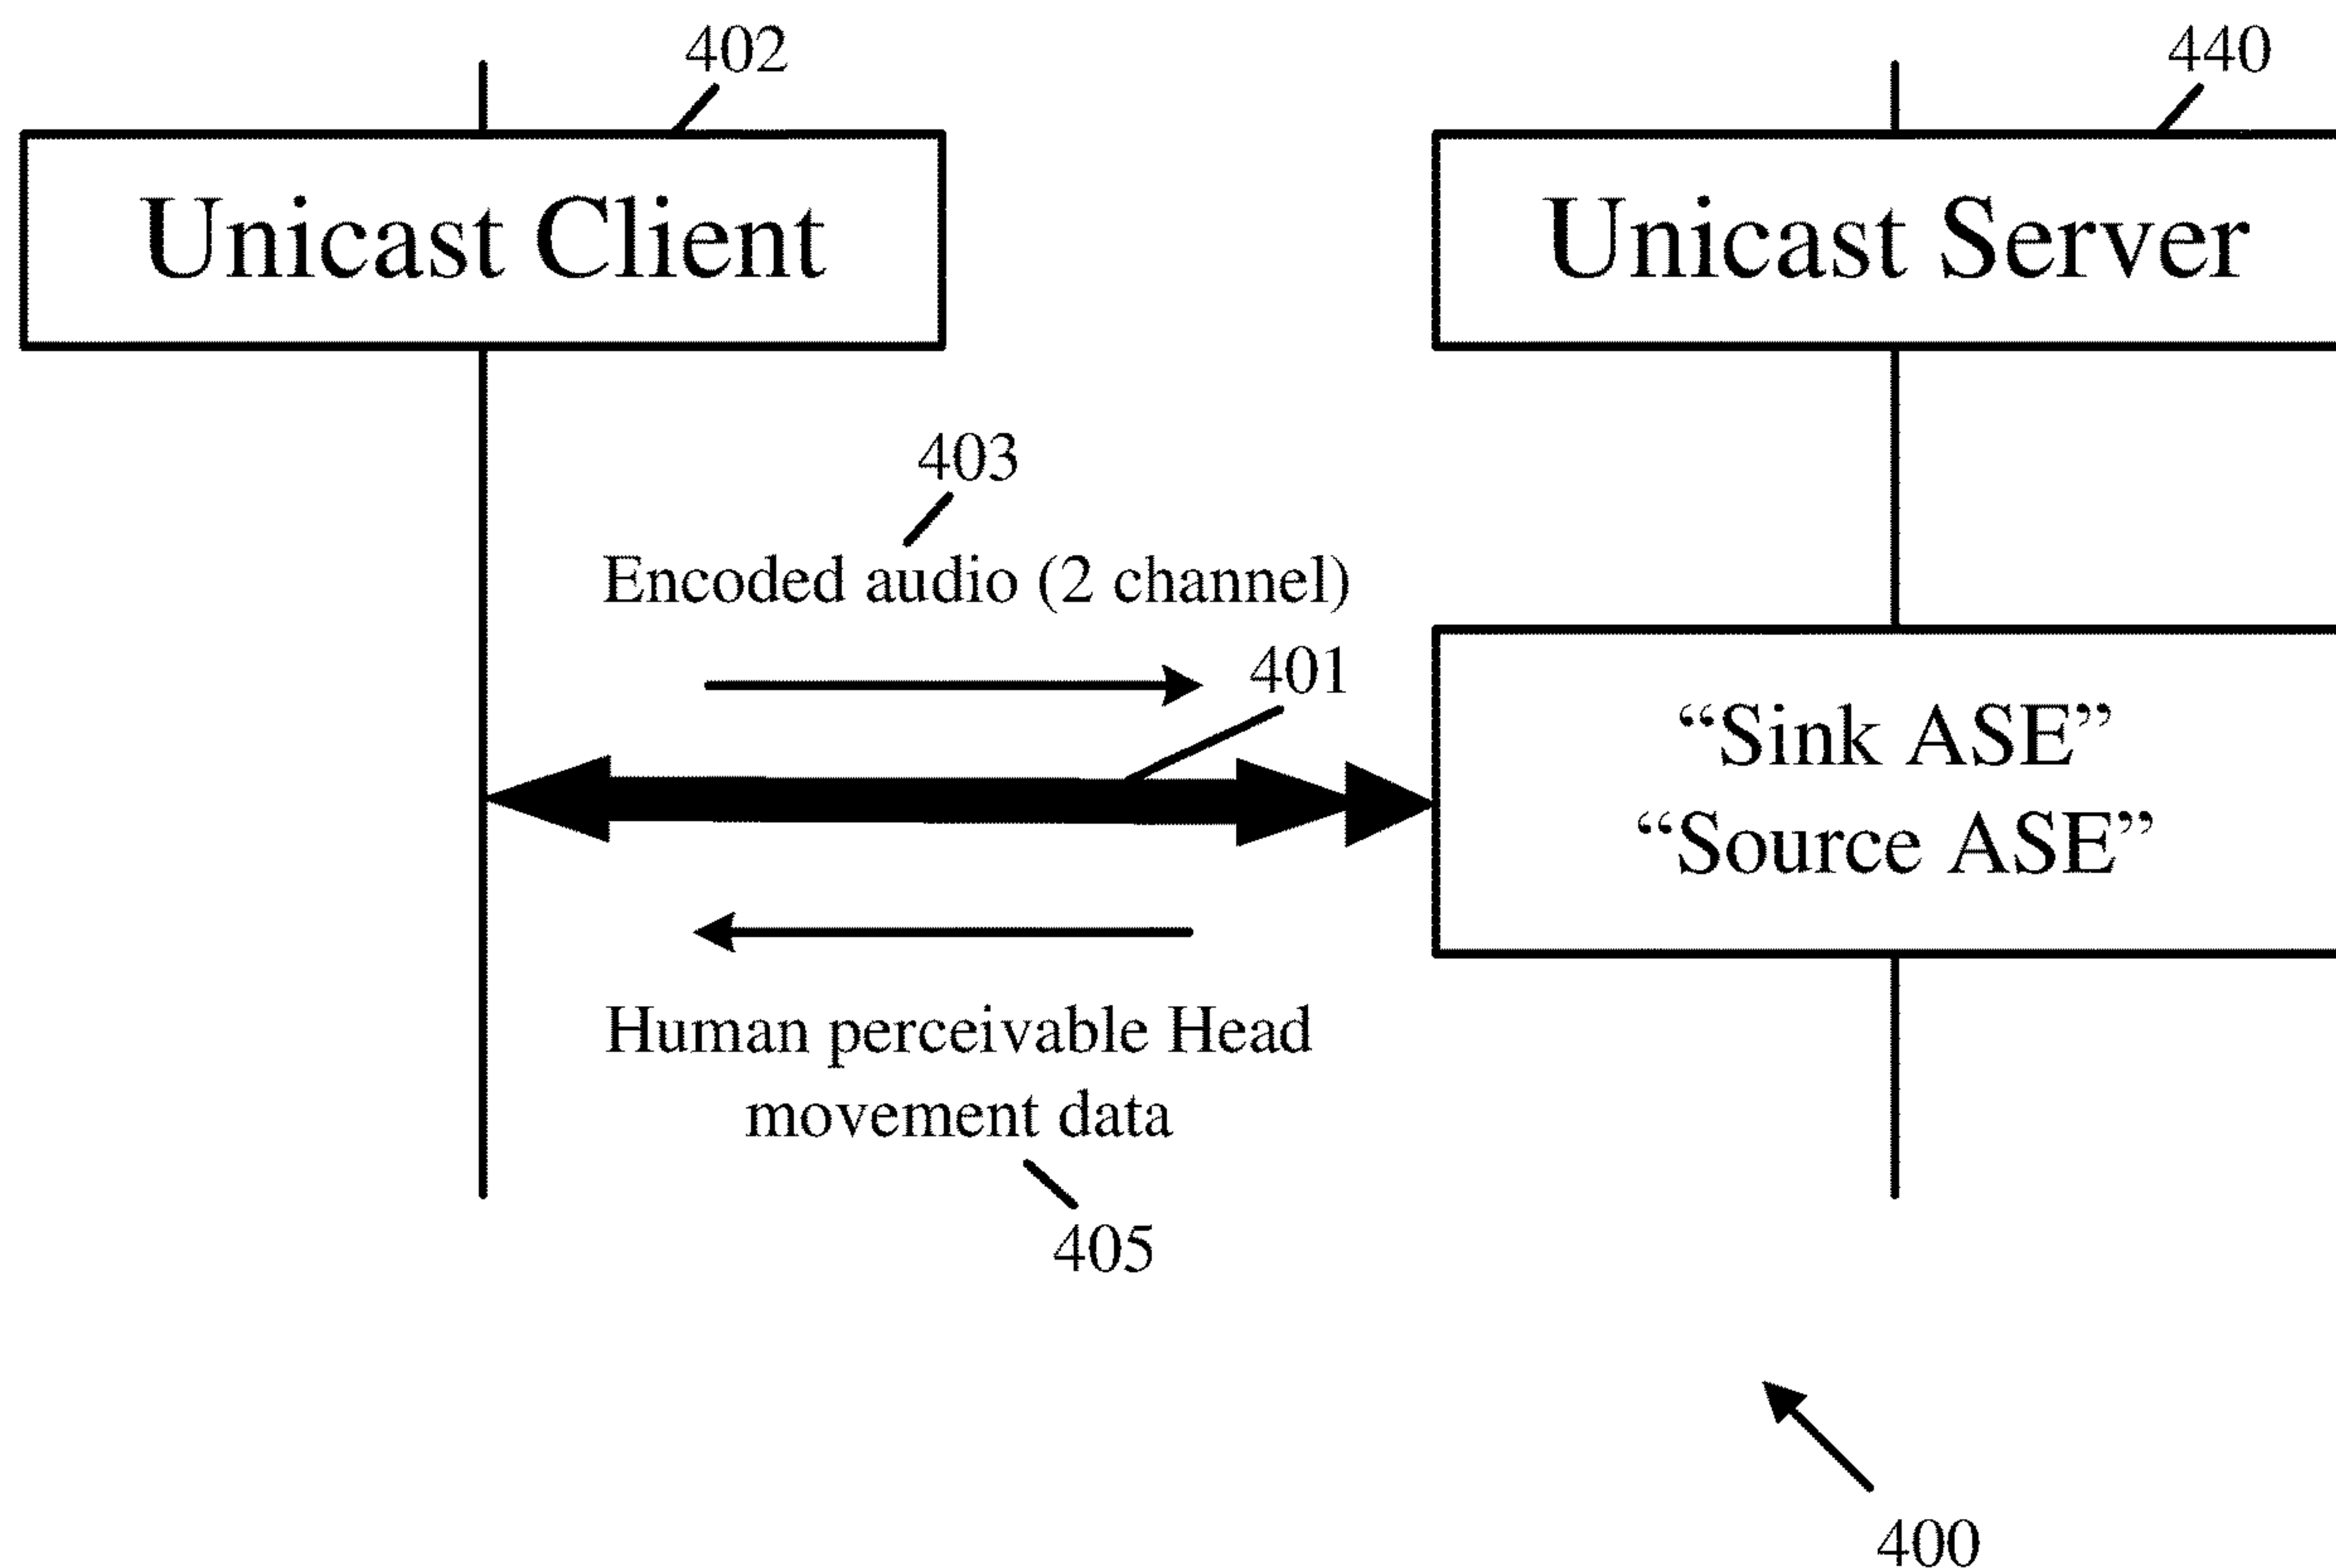 402
440
Unicast Client
Unicast Server
403
Encoded audio (2 channel)
401
“Sink ASE”
“Source ASE”
Human perceivable Head
movement data
405
400